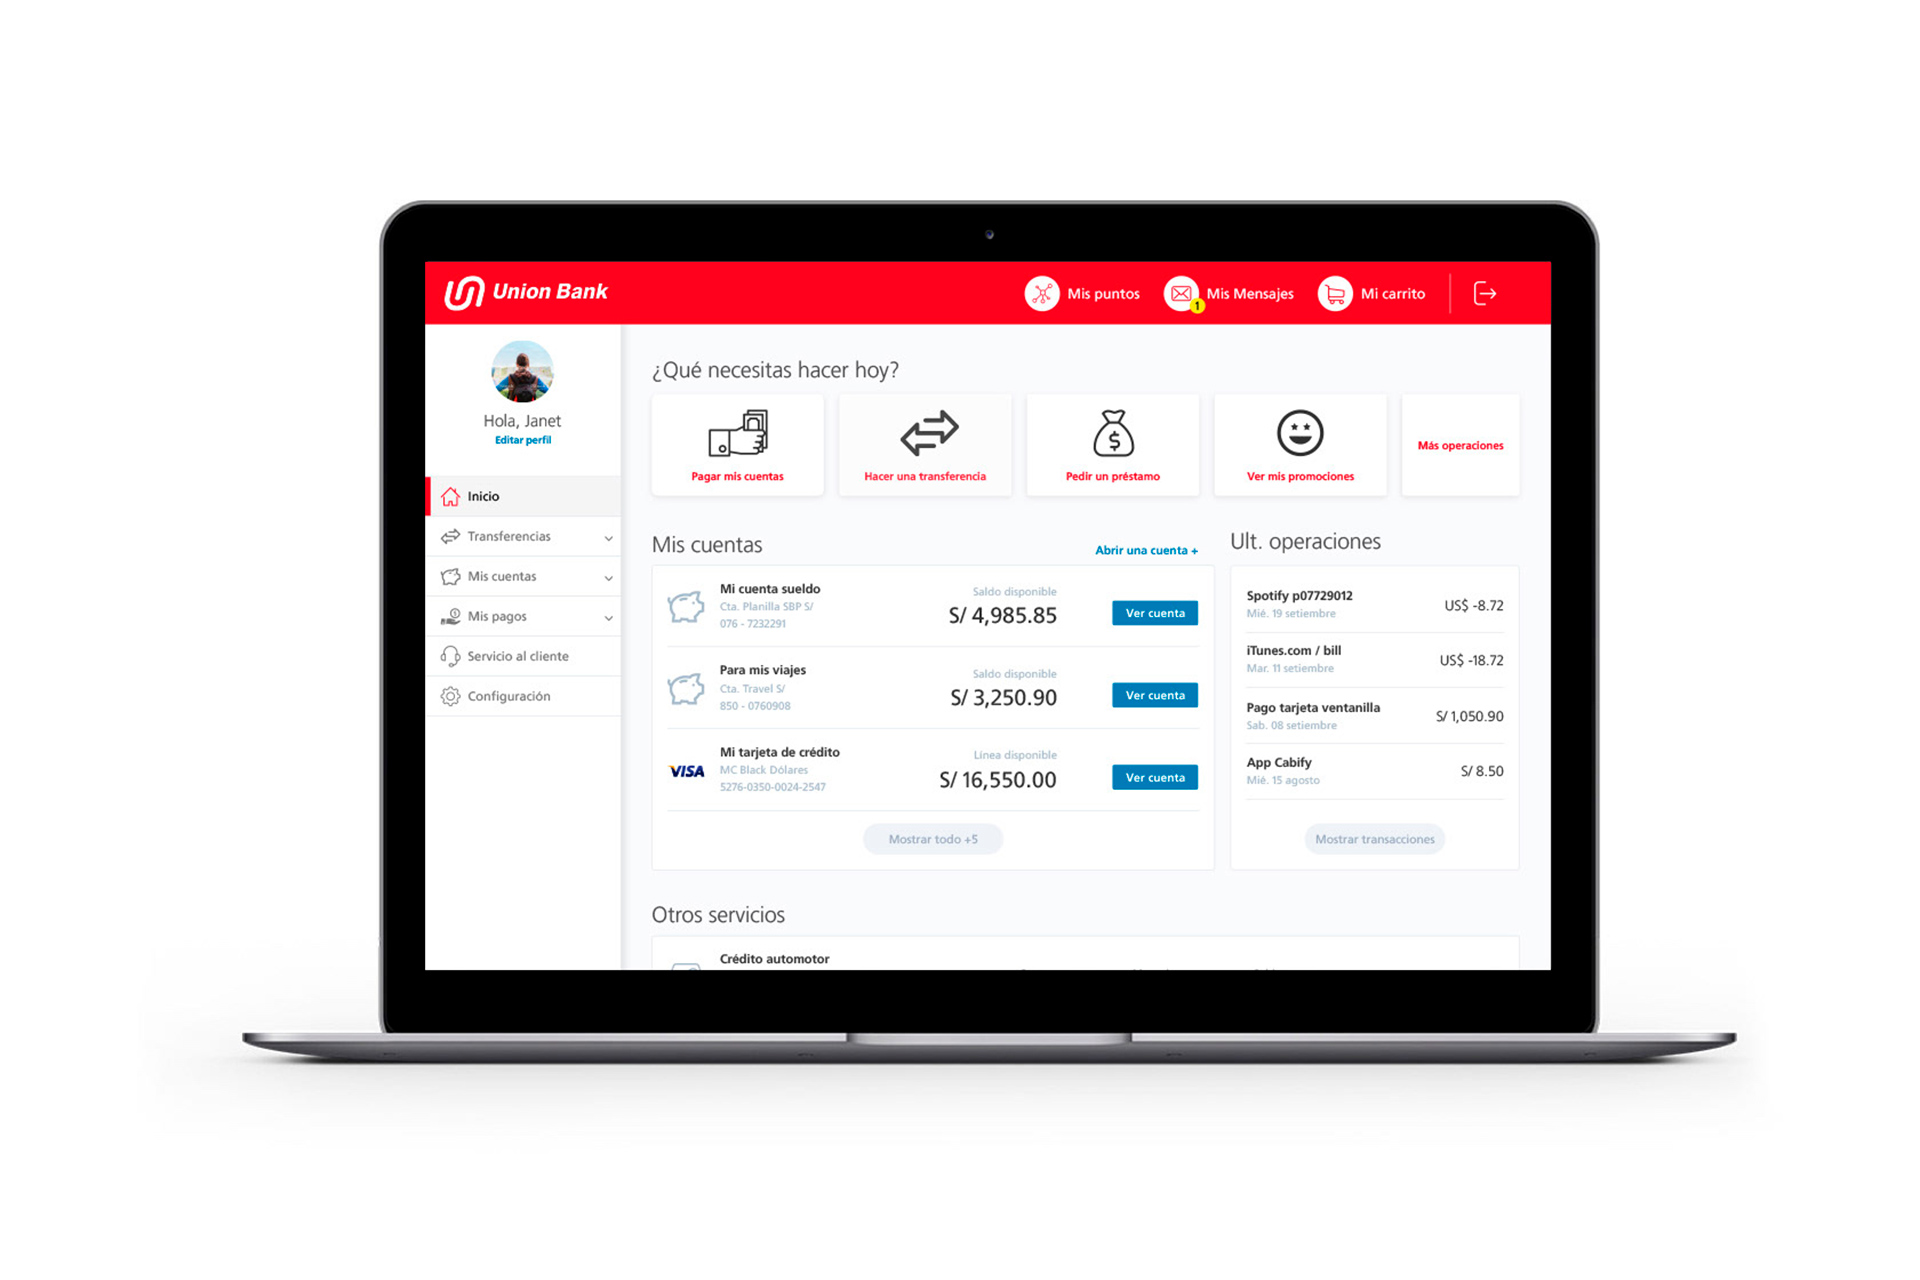 Union Bank
Mis puntos
1
Mis Mensajes
Mi carrito
Hola, Janet
Editar perfil
Inicio
Transferencias
Mis cuentas
Mis pagos
Servicio al cliente
Configuración
¿Qué necesitas hacer hoy?
Pagar mis cuentas
Hacer una transferencia
$
Pedir un préstamo
Ver mis promociones
Más operaciones
Mis cuentas
Abrir una cuenta +
Mi cuenta sueldo
Cta. Planilla SBP S/
076 - 7232291
Saldo disponible
S/ 4,985.85
Ver cuenta
Para mis viajes
Cta. Travel S/
850 - 0760908
Saldo disponible
S/ 3,250.90
Ver cuenta
VISA
Mi tarjeta de crédito
MC Black Dólares
5276-0350-0024-2547
Línea disponible
S/ 16,550.00
Ver cuenta
Mostrar todo +5
Ult. operaciones
Spotify p07729012
Mié. 19 setiembre
US$ -8.72
iTunes.com / bill
Mar. 11 setiembre
US$ -18.72
Pago tarjeta ventanilla
Sab. 08 setiembre
S/ 1,050.90
App Cabify
Mié. 15 agosto
S/ 8.50
Mostrar transacciones
Otros servicios
Crédito automotor